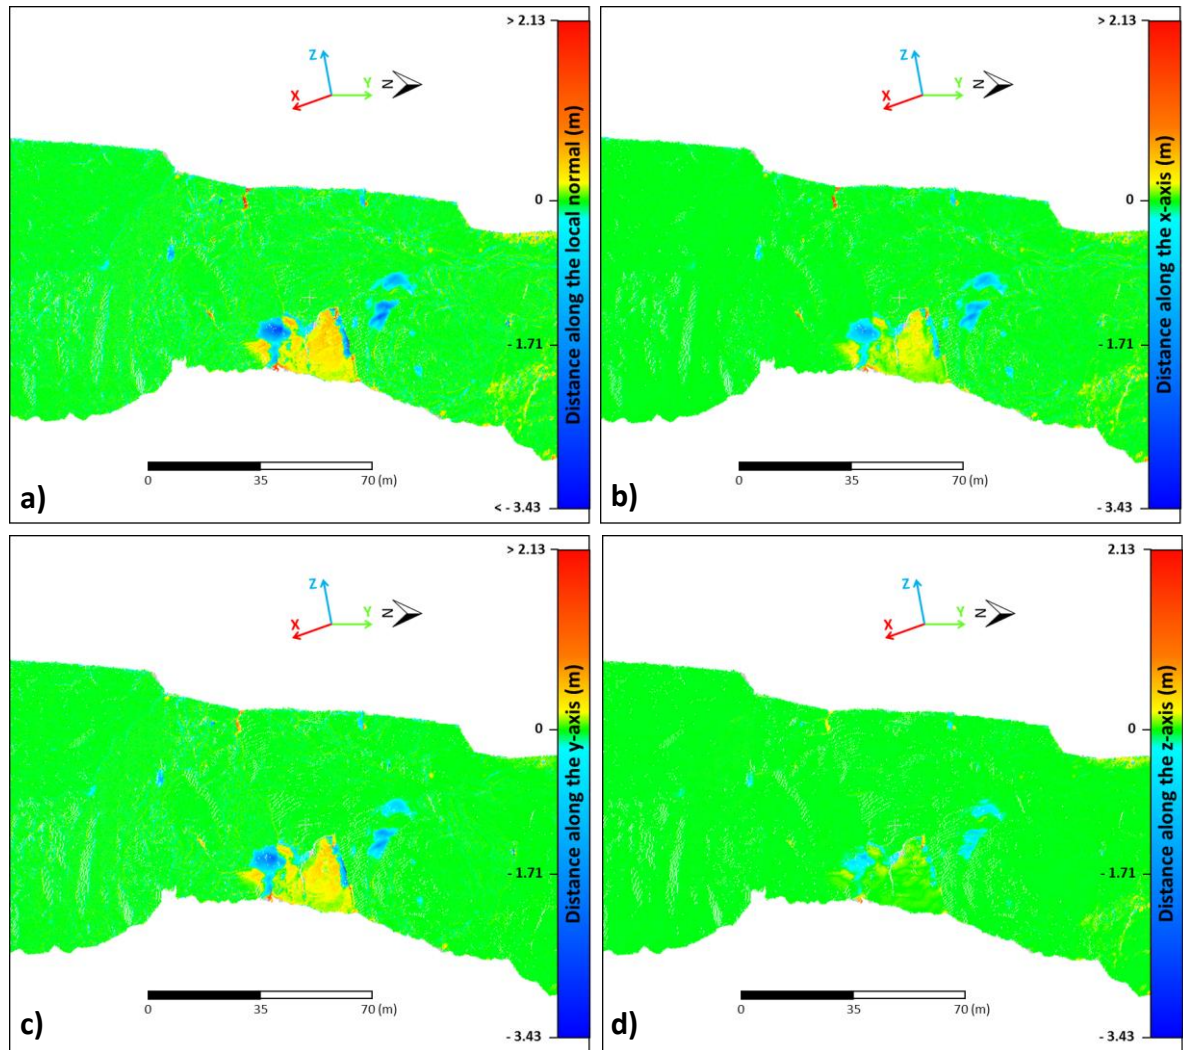 > 2.13
Z
X
Y
N
Distance along the local normal (m)
0
- 1.71
0
35
70 (m)
< - 3.43
a)
> 2.13
Z
X
Y
N
Distance along the x-axis (m)
0
- 1.71
0
35
70 (m)
- 3.43
b)
> 2.13
Z
X
Y
N
Distance along the y-axis (m)
0
- 1.71
0
35
70 (m)
- 3.43
c)
2.13
Z
X
Y
N
Distance along the z-axis (m)
0
- 1.71
0
35
70 (m)
- 3.43
d)